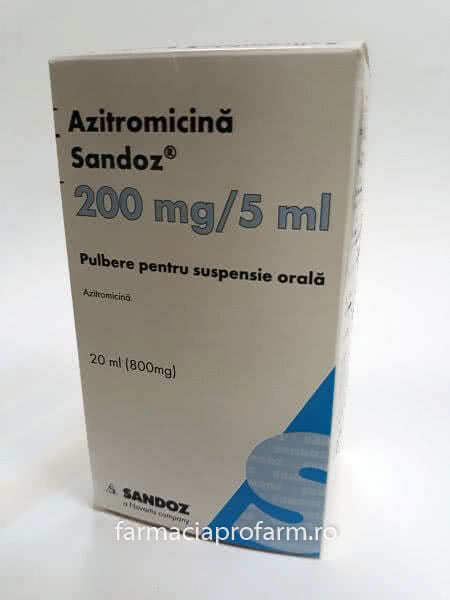 Azitromicină
Sandoz®
200 mg/5 ml
Pulbere pentru suspensie orală
Azitromicină
20 ml (800mg)
SANDOZ
a Novartis company
farmaciaprofarm.ro